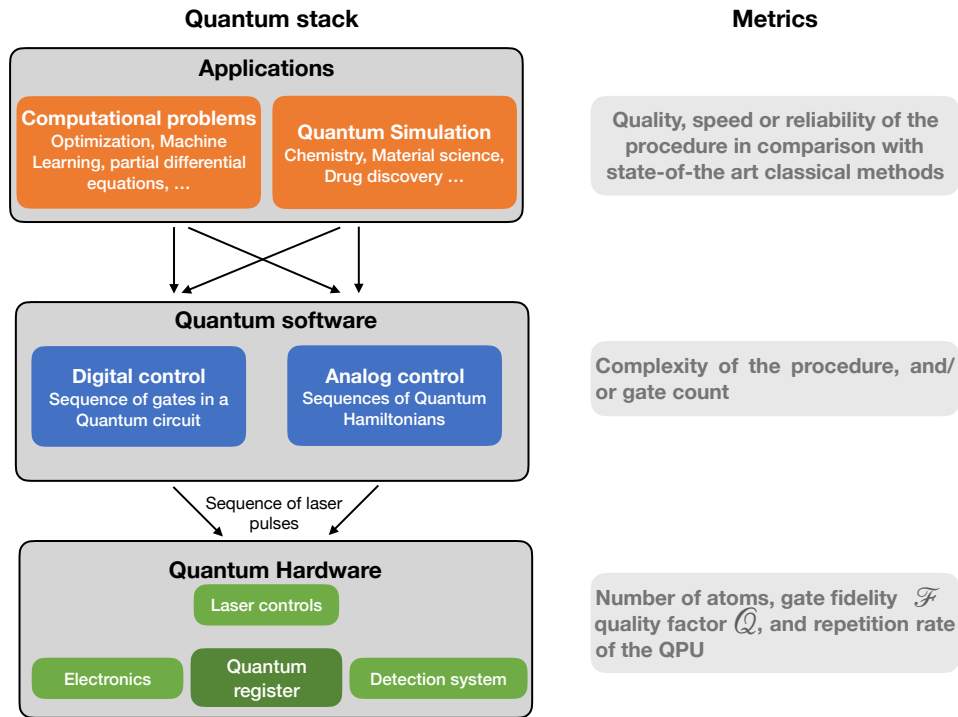 Quantum stack
Metrics
Applications
Computational problems
Optimization, Machine
Learning, partial differential
equations, …
Quantum Simulation
Chemistry, Material science,
Drug discovery …
Quality, speed or reliability of the
procedure in comparison with
state-of-the art classical methods
Quantum software
Digital control
Sequence of gates in a
Quantum circuit
Analog control
Sequences of Quantum
Hamiltonians
Complexity of the procedure, and/
or gate count
Sequence of laser
pulses
Quantum Hardware
Laser controls
Electronics
Quantum
register
Detection system
Number of atoms, gate fidelity ℱ
quality factor 𝒬, and repetition rate
of the QPU